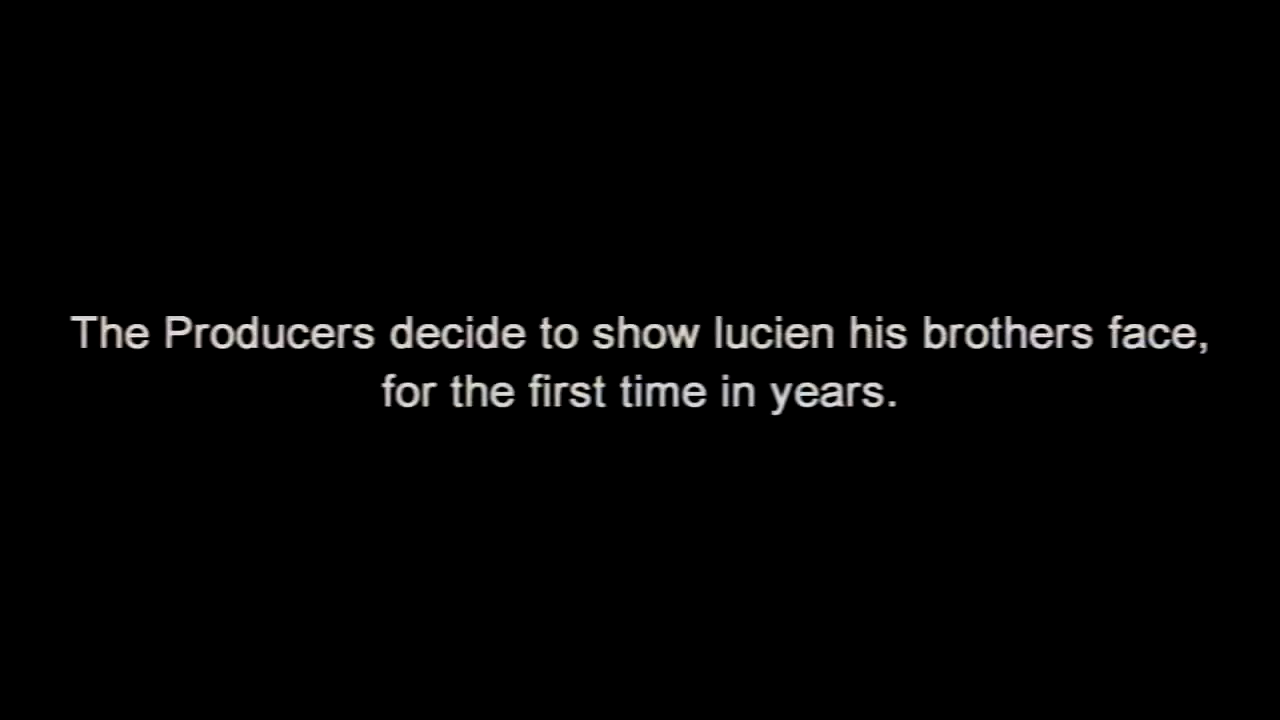 The Producers decide to show lucien his brothers face,
for the first time in years.